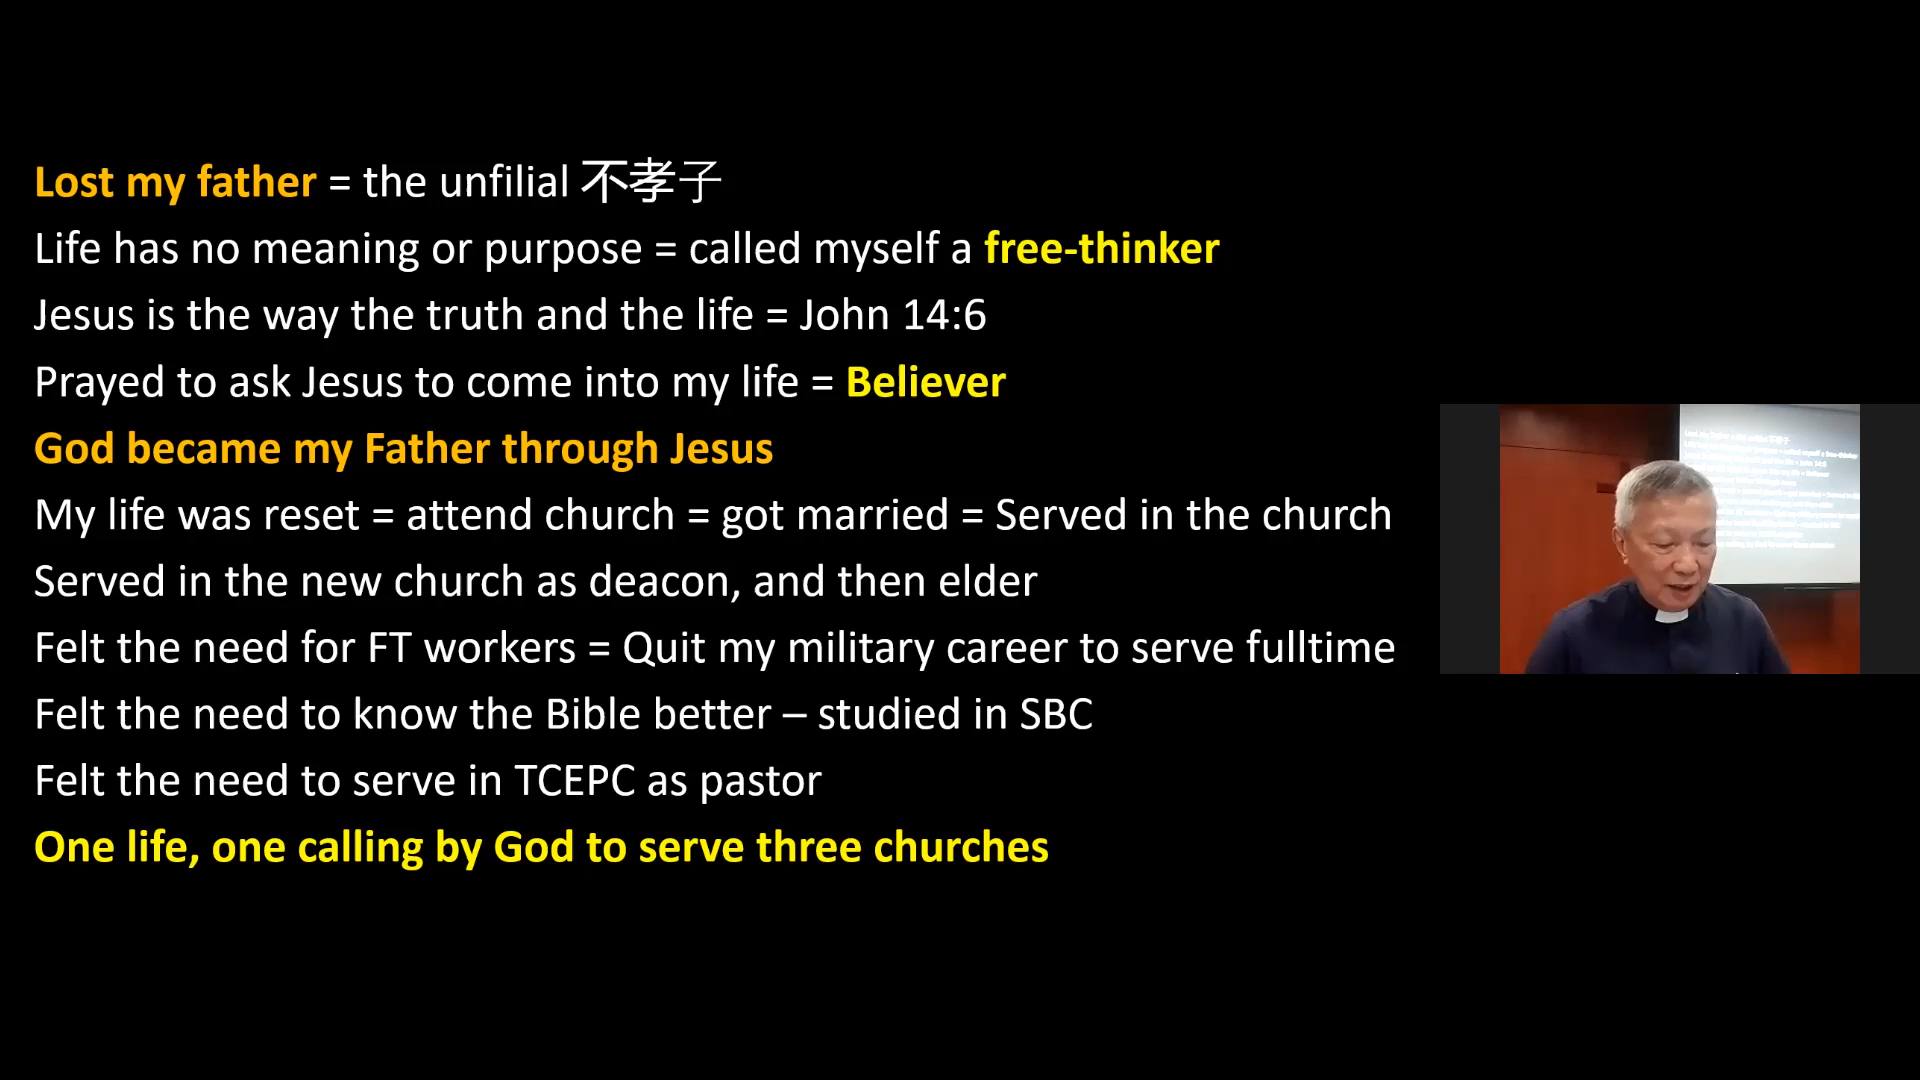 Lost my father = the unfilial 不孝子
Life has no meaning or purpose = called myself a free-thinker
Jesus is the way the truth and the life = John 14:6
Prayed to ask Jesus to come into my life = Believer
God became my Father through Jesus
My life was reset = attend church = got married = Served in the church
Served in the new church as deacon, and then elder
Felt the need for FT workers = Quit my military career to serve fulltime
Felt the need to know the Bible better – studied in SBC
Felt the need to serve in TCEPC as pastor
One life, one calling by God to serve three churches